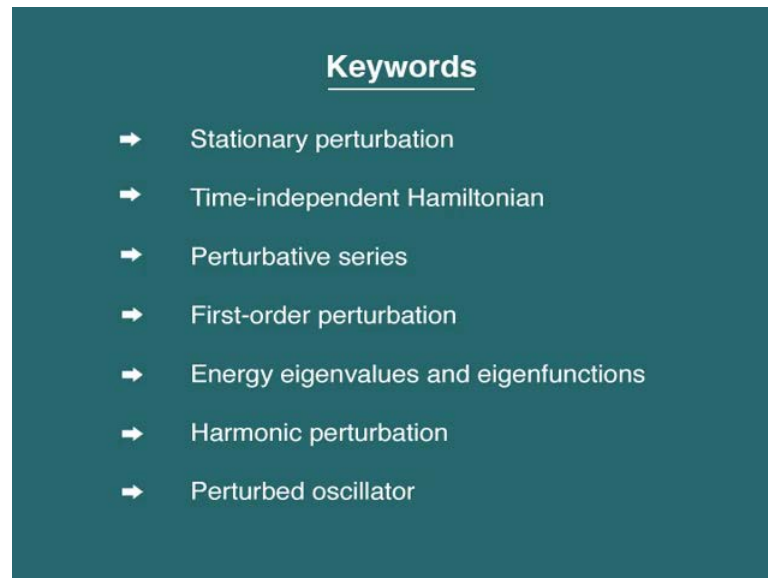 Keywords
Stationary perturbation
Time-independent Hamiltonian
Perturbative series
First-order perturbation
Energy eigenvalues and eigenfunctions
Harmonic perturbation
Perturbed oscillator